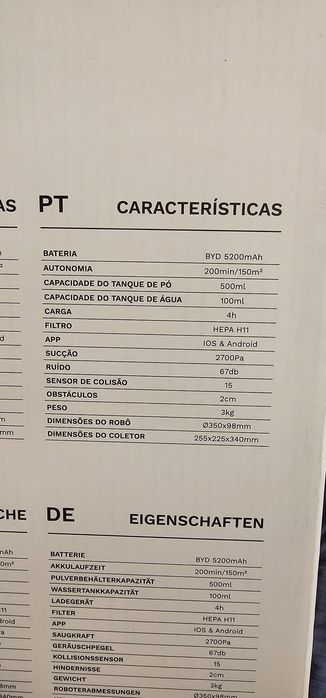 AS
PT CARACTERÍSTICAS
BATERIA BYD 5200mAh
AUTONOMIA 200min/150m²
CAPACIDADE DO TANQUE DE PÓ 500ml
CAPACIDADE DO TANQUE DE ÁGUA 100ml
CARGA 4h
FILTRO HEPA H11
APP IOS & Android
SUCÇÃO 2700Pa
RUÍDO 67db
SENSOR DE COLISÃO 15
OBSTÁCULOS 2cm
PESO 3kg
DIMENSÕES DO ROBÔ Ø350x98mm
DIMENSÕES DO COLETOR 255x225x340mm
CHE
DE EIGENSCHAFTEN
BATTERIE BYD 5200mAh
AKKULAUFZEIT 200min/150m²
PULVERBEHÄLTERKAPAZITÄT 500ml
WASSERTANKKAPAZITÄT 100ml
LADEGERÄT 4h
FILTER HEPA H11
APP IOS & Android
SAUGKRAFT 2700Pa
GERÄUSCHPEGEL 67db
KOLLISIONSSENSOR 15
HINDERNISSE 2cm
GEWICHT 3kg
ROBOTERABMESSUNGEN Ø350x98mm